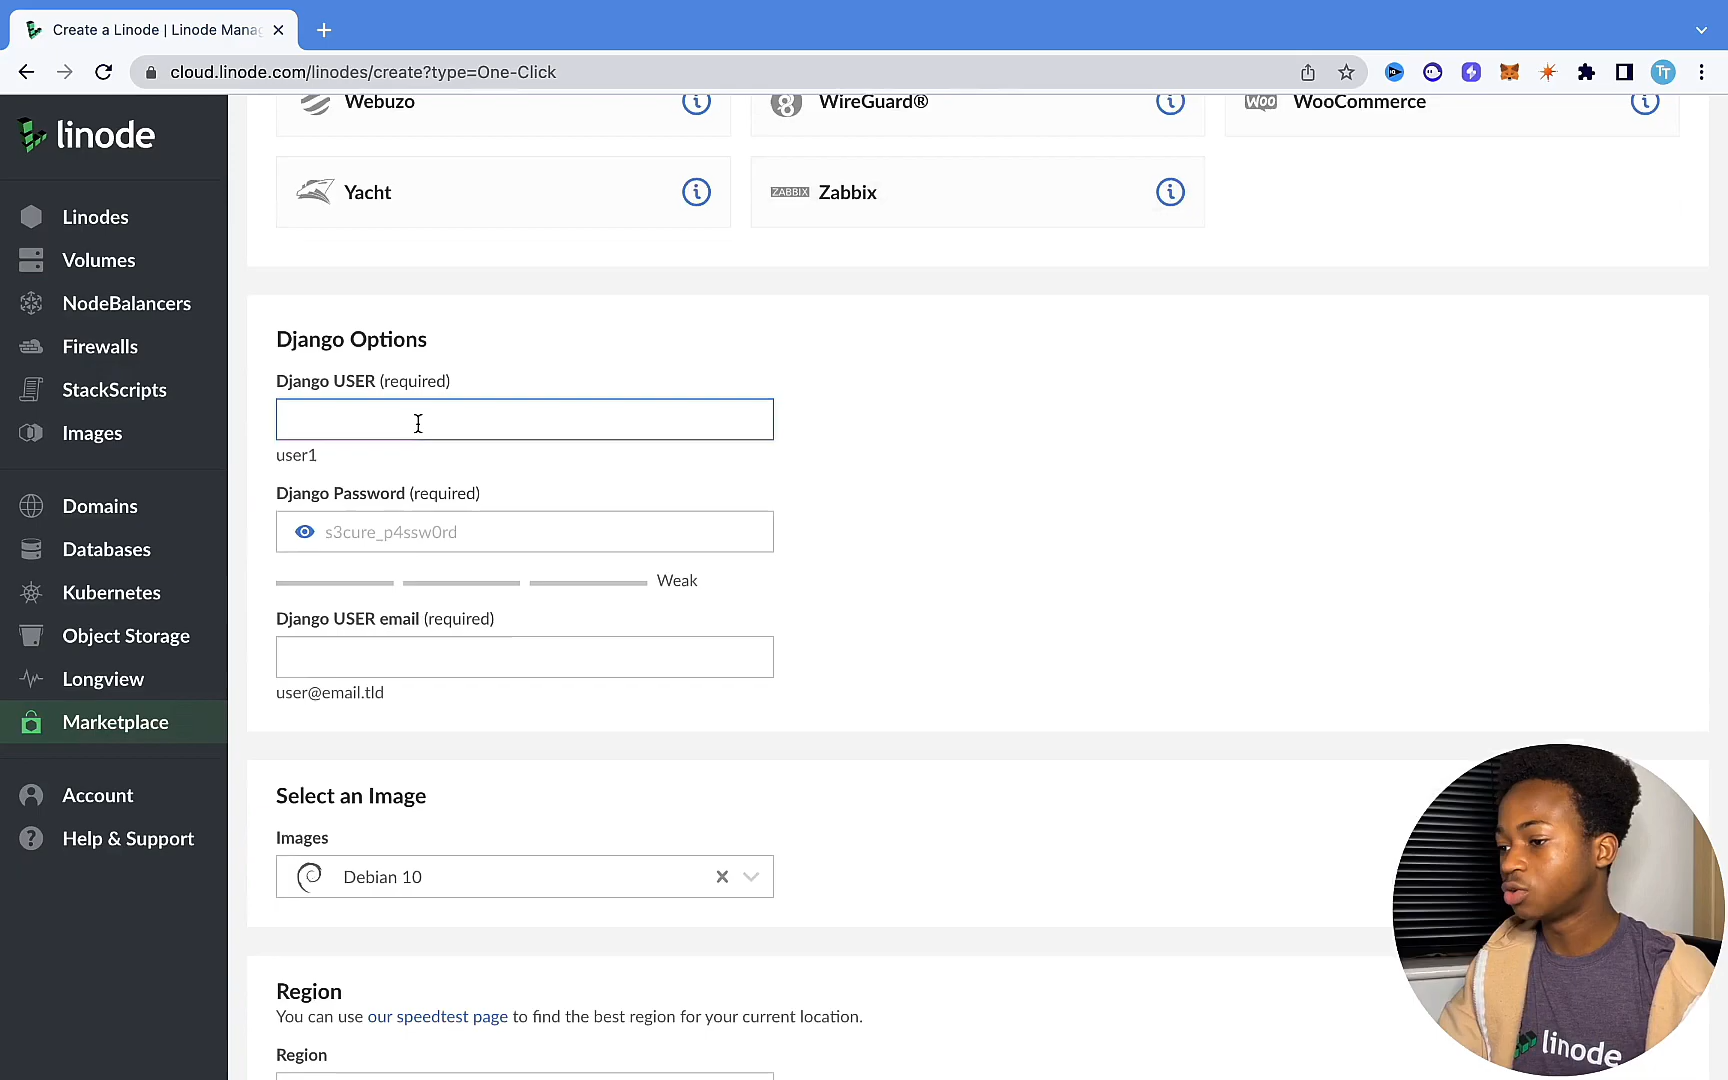 Create a Linode | Linode Mana
cloud.linode.com/linodes/create?type=One-Click
TT
linode
Linodes
Volumes
NodeBalancers
Firewalls
StackScripts
Images
Domains
Databases
Kubernetes
Object Storage
Longview
Marketplace
Account
Help & Support
Webuzo
WireGuard®
WOO WooCommerce
Yacht
ZABBIX Zabbix
Django Options
Django USER (required)
user1
Django Password (required)
s3cure_p4ssw0rd
Weak
Django USER email (required)
user@email.tld
Select an Image
Images
Debian 10
Region
You can use our speedtest page to find the best region for your current location.
Region
linode